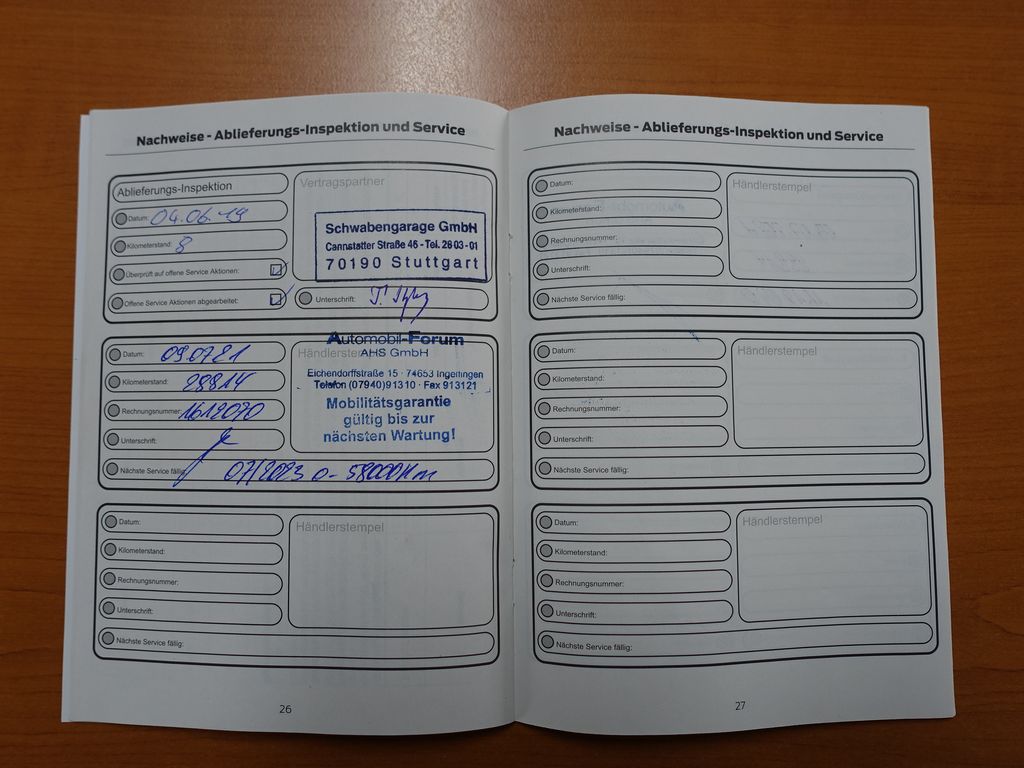 Nachweise - Ablieferungs-Inspektion und Service
Ablieferungs-Inspektion
Datum: 04.06.19
Kilometerstand: 8
Überprüft auf offene Service Aktionen:
Offene Service Aktionen abgearbeitet:
Vertragspartner
Schwabengarage GmbH
Cannstatter Straße 46 - Tel. 28 03 - 01
70190 Stuttgart
Unterschrift:
Datum: 09.07.21
Kilometerstand: 28814
Rechnungsnummer: 1612070
Unterschrift:
Nächste Service fällig: 07/2023 o- 58000 Km
Händlerstempel
Automobil-Forum
AHS GmbH
Eichendorffstraße 15 · 74653 Ingelfingen
Telefon (07940) 91310 · Fax 913121
Mobilitätsgarantie
gültig bis zur
nächsten Wartung!
Datum:
Kilometerstand:
Rechnungsnummer:
Unterschrift:
Nächste Service fällig:
Händlerstempel
26
Nachweise - Ablieferungs-Inspektion und Service
Datum:
Kilometerstand:
Rechnungsnummer:
Unterschrift:
Nächste Service fällig:
Händlerstempel
Datum:
Kilometerstand:
Rechnungsnummer:
Unterschrift:
Nächste Service fällig:
Händlerstempel
Datum:
Kilometerstand:
Rechnungsnummer:
Unterschrift:
Nächste Service fällig:
Händlerstempel
27